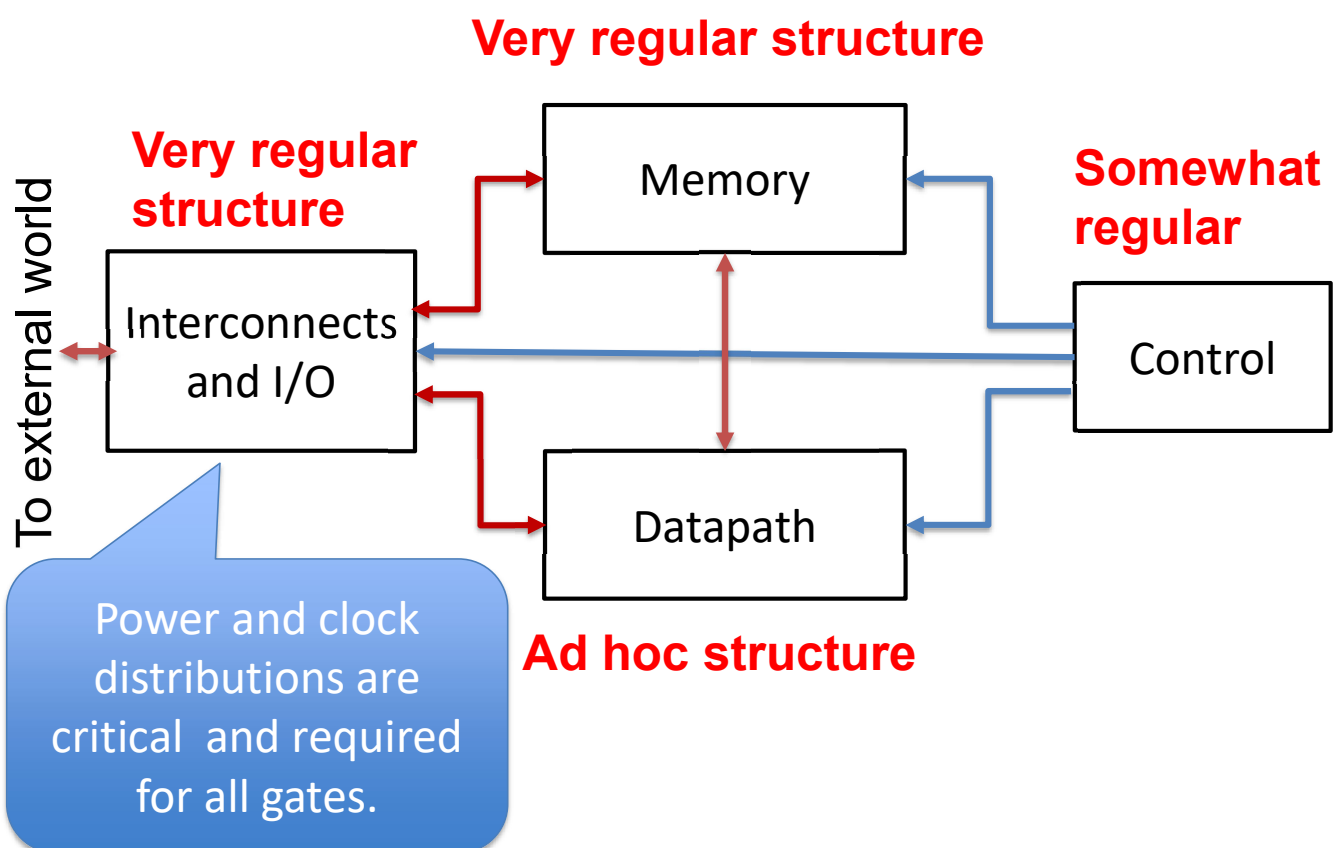 Very regular structure
Very regular
structure
Memory
Somewhat
regular
To external world
Interconnects
and I/O
Control
Datapath
Ad hoc structure
Power and clock
distributions are
critical and required
for all gates.